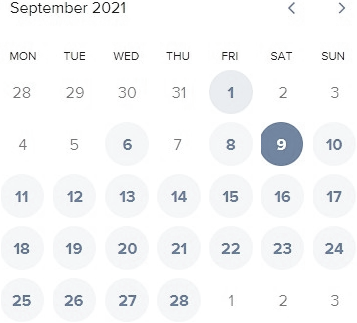 September 2021
MON TUE WED THU FRI SAT SUN
28 29 30 31 1 2 3
4 5 6 7 8 9 10
11 12 13 14 15 16 17
18 19 20 21 22 23 24
25 26 27 28 1 2 3